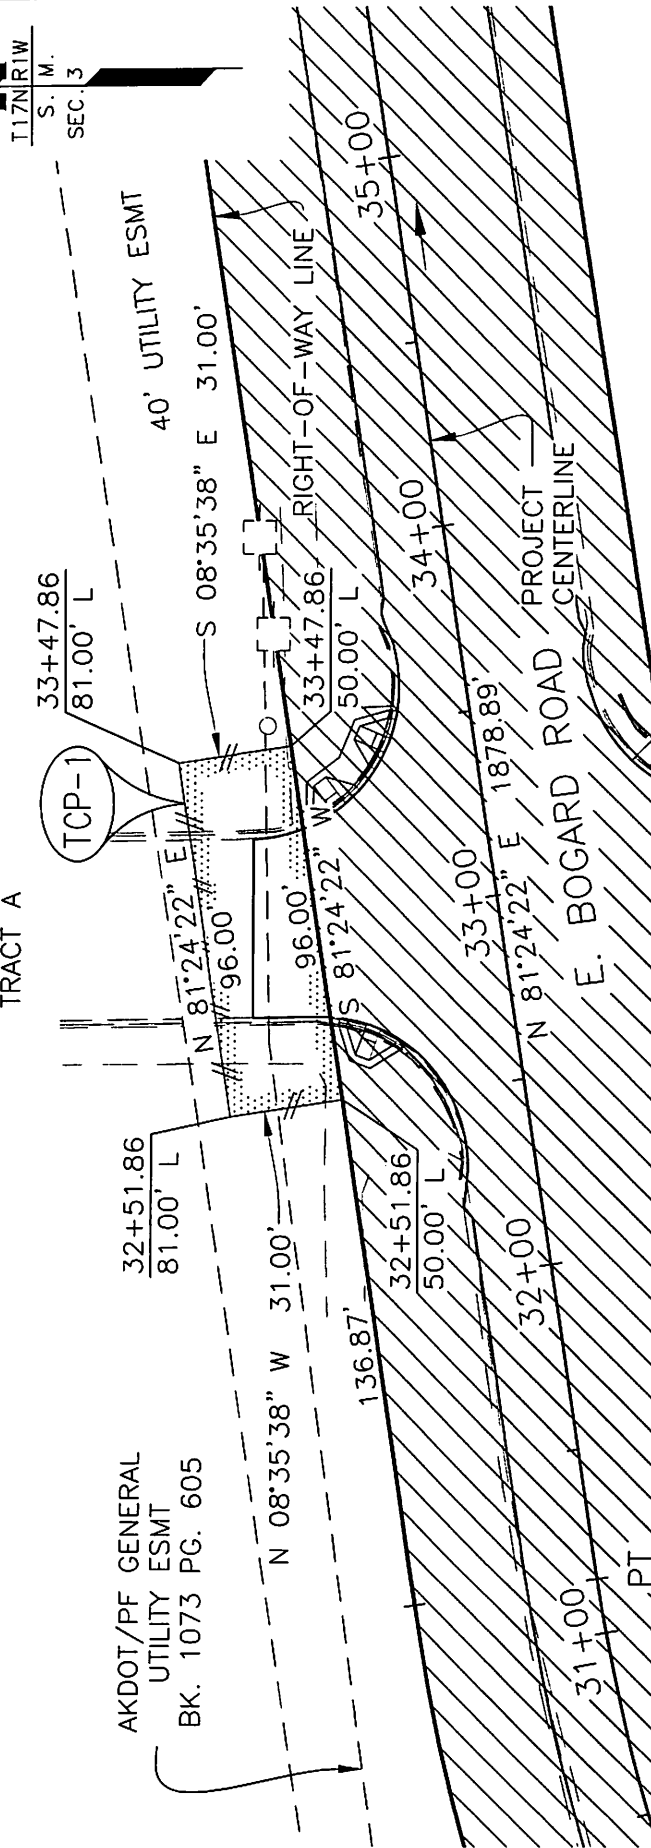 T17N R1W
S. M.
SEC. 3
TRACT A
40' UTILITY ESMT
TCP-1
33+47.86
81.00' L
S 08°35'38" E 31.00'
RIGHT-OF-WAY LINE
35+00
33+47.86
50.00' L
34+00
PROJECT
CENTERLINE
N 81°24'22" E
96.00
96.00'
S 81°24'22" W
33+00
N 81°24'22" E 1878.89'
E. BOGARD ROAD
32+51.86
81.00' L
N 08°35'38" W 31.00'
32+51.86
50.00' L
136.87'
32+00
AKDOT/PF GENERAL
UTILITY ESMT
BK. 1073 PG. 605
31+00
PT